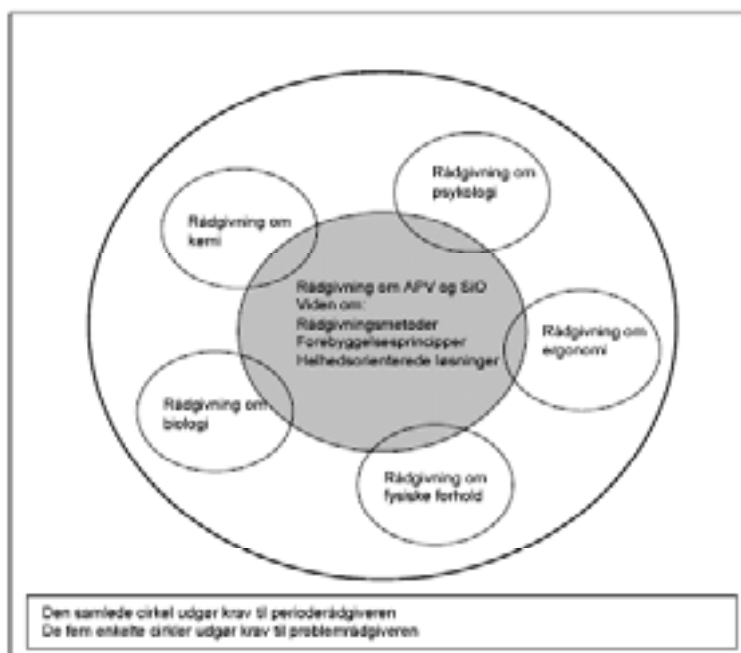 Rådgivning om
psykologi
Rådgivning om
kemi
Rådgivning om APV og SiO
Viden om:
Rådgivningsmetoder
Forebyggelsesprincipper
Helhedsorienterede løsninger
Rådgivning om
ergonomi
Rådgivning om
biologi
Rådgivning om
fysiske forhold
Den samlede cirkel udgør krav til perioderådgiveren
De fem enkelte cirkler udgør krav til problemrådgiveren